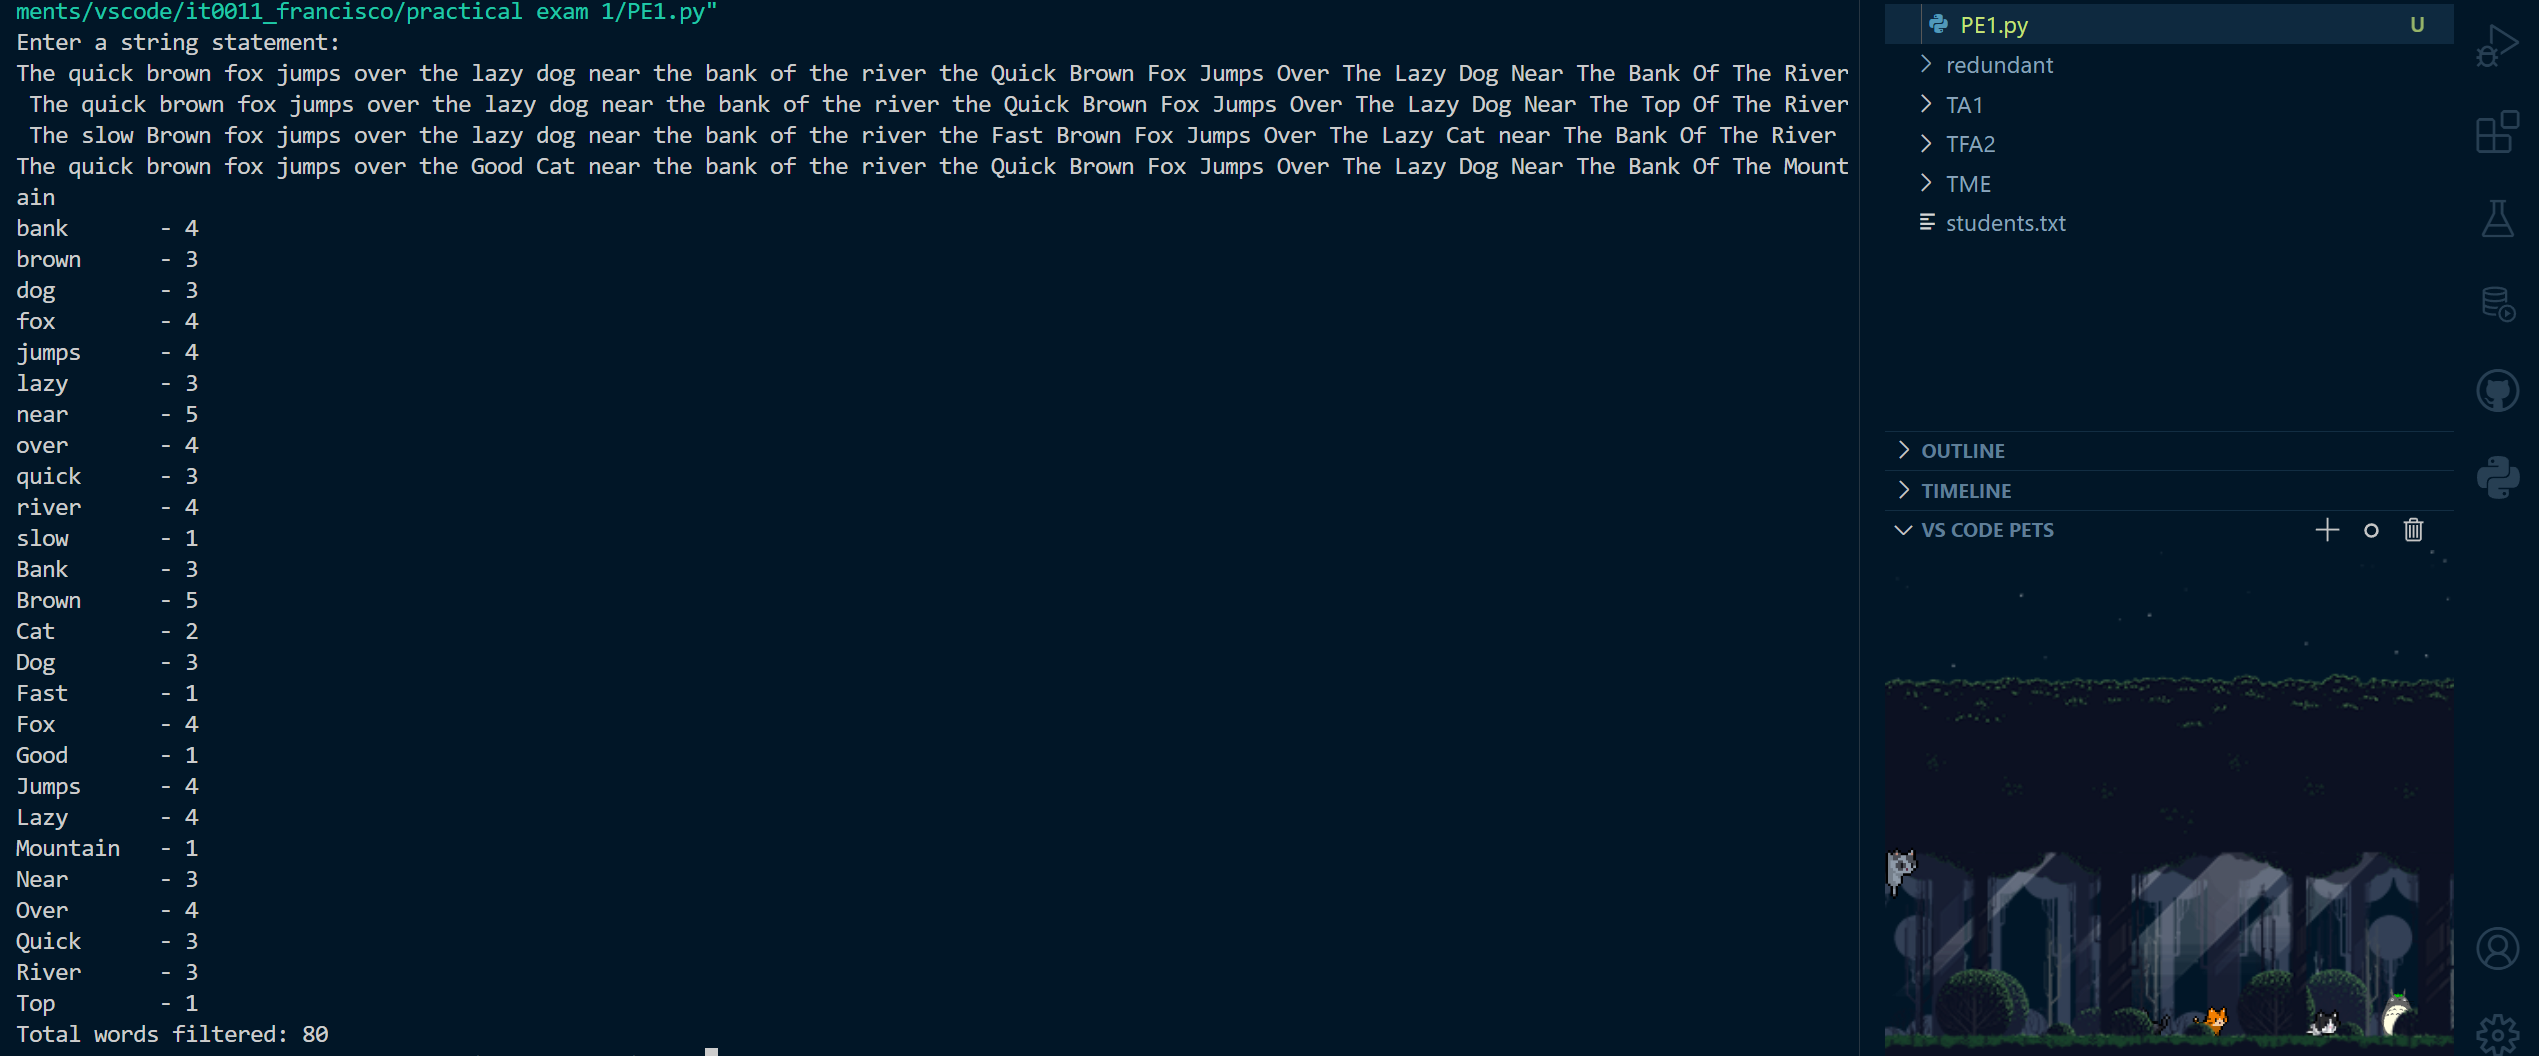 ments/vscode/it0011_francisco/practical exam 1/PE1.py"
Enter a string statement:
The quick brown fox jumps over the lazy dog near the bank of the river the Quick Brown Fox Jumps Over The Lazy Dog Near The Bank Of The River
The quick brown fox jumps over the lazy dog near the bank of the river the Quick Brown Fox Jumps Over The Lazy Dog Near The Top Of The River
The slow Brown fox jumps over the lazy dog near the bank of the river the Fast Brown Fox Jumps Over The Lazy Cat near The Bank Of The River
The quick brown fox jumps over the Good Cat near the bank of the river the Quick Brown Fox Jumps Over The Lazy Dog Near The Bank Of The Mount
ain
bank - 4
brown - 3
dog - 3
fox - 4
jumps - 4
lazy - 3
near - 5
over - 4
quick - 3
river - 4
slow - 1
Bank - 3
Brown - 5
Cat - 2
Dog - 3
Fast - 1
Fox - 4
Good - 1
Jumps - 4
Lazy - 4
Mountain - 1
Near - 3
Over - 4
Quick - 3
River - 3
Top - 1
Total words filtered: 80
PE1.py U
redundant
TA1
TFA2
TME
students.txt
OUTLINE
TIMELINE
VS CODE PETS